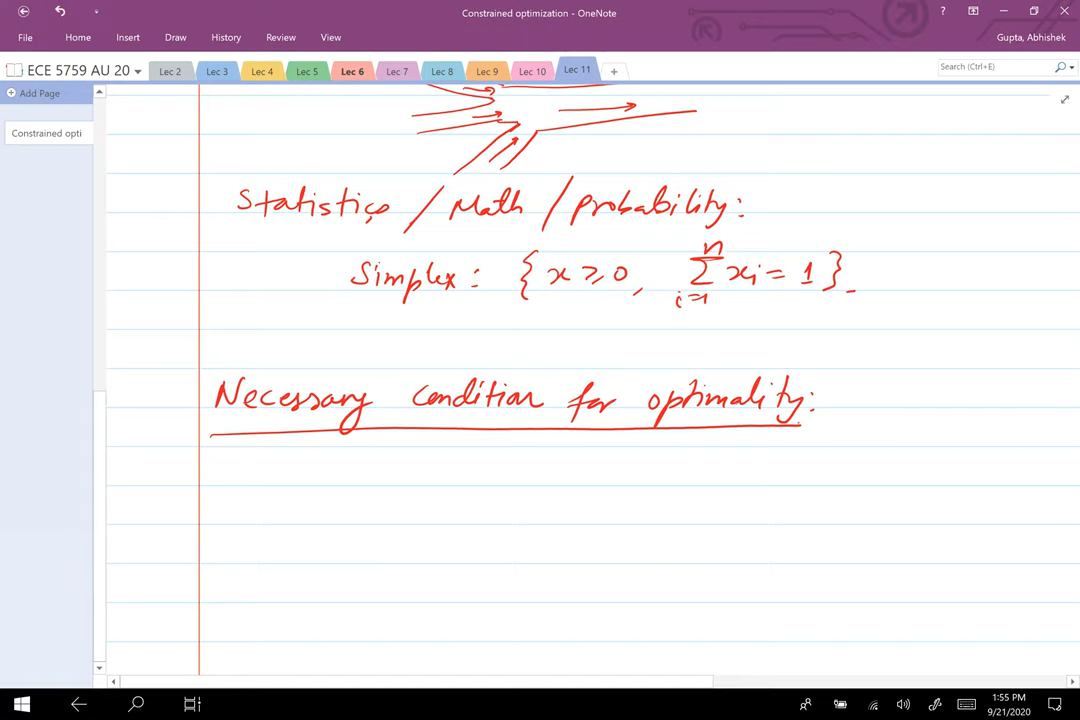 Constrained optimization - OneNote
?
File Home Insert Draw History Review View
Gupta, Abhishek
ECE 5759 AU 20
Lec 2 Lec 3 Lec 4 Lec 5 Lec 6 Lec 7 Lec 8 Lec 9 Lec 10 Lec 11 +
Search (Ctrl+E)
Add Page
Constrained opti
Statistics / Math / Probability:
Simplex: { x ≥ 0, ∑_{i=1}^{n} x_i = 1 }.
Necessary condition for optimality:
1:55 PM
9/21/2020